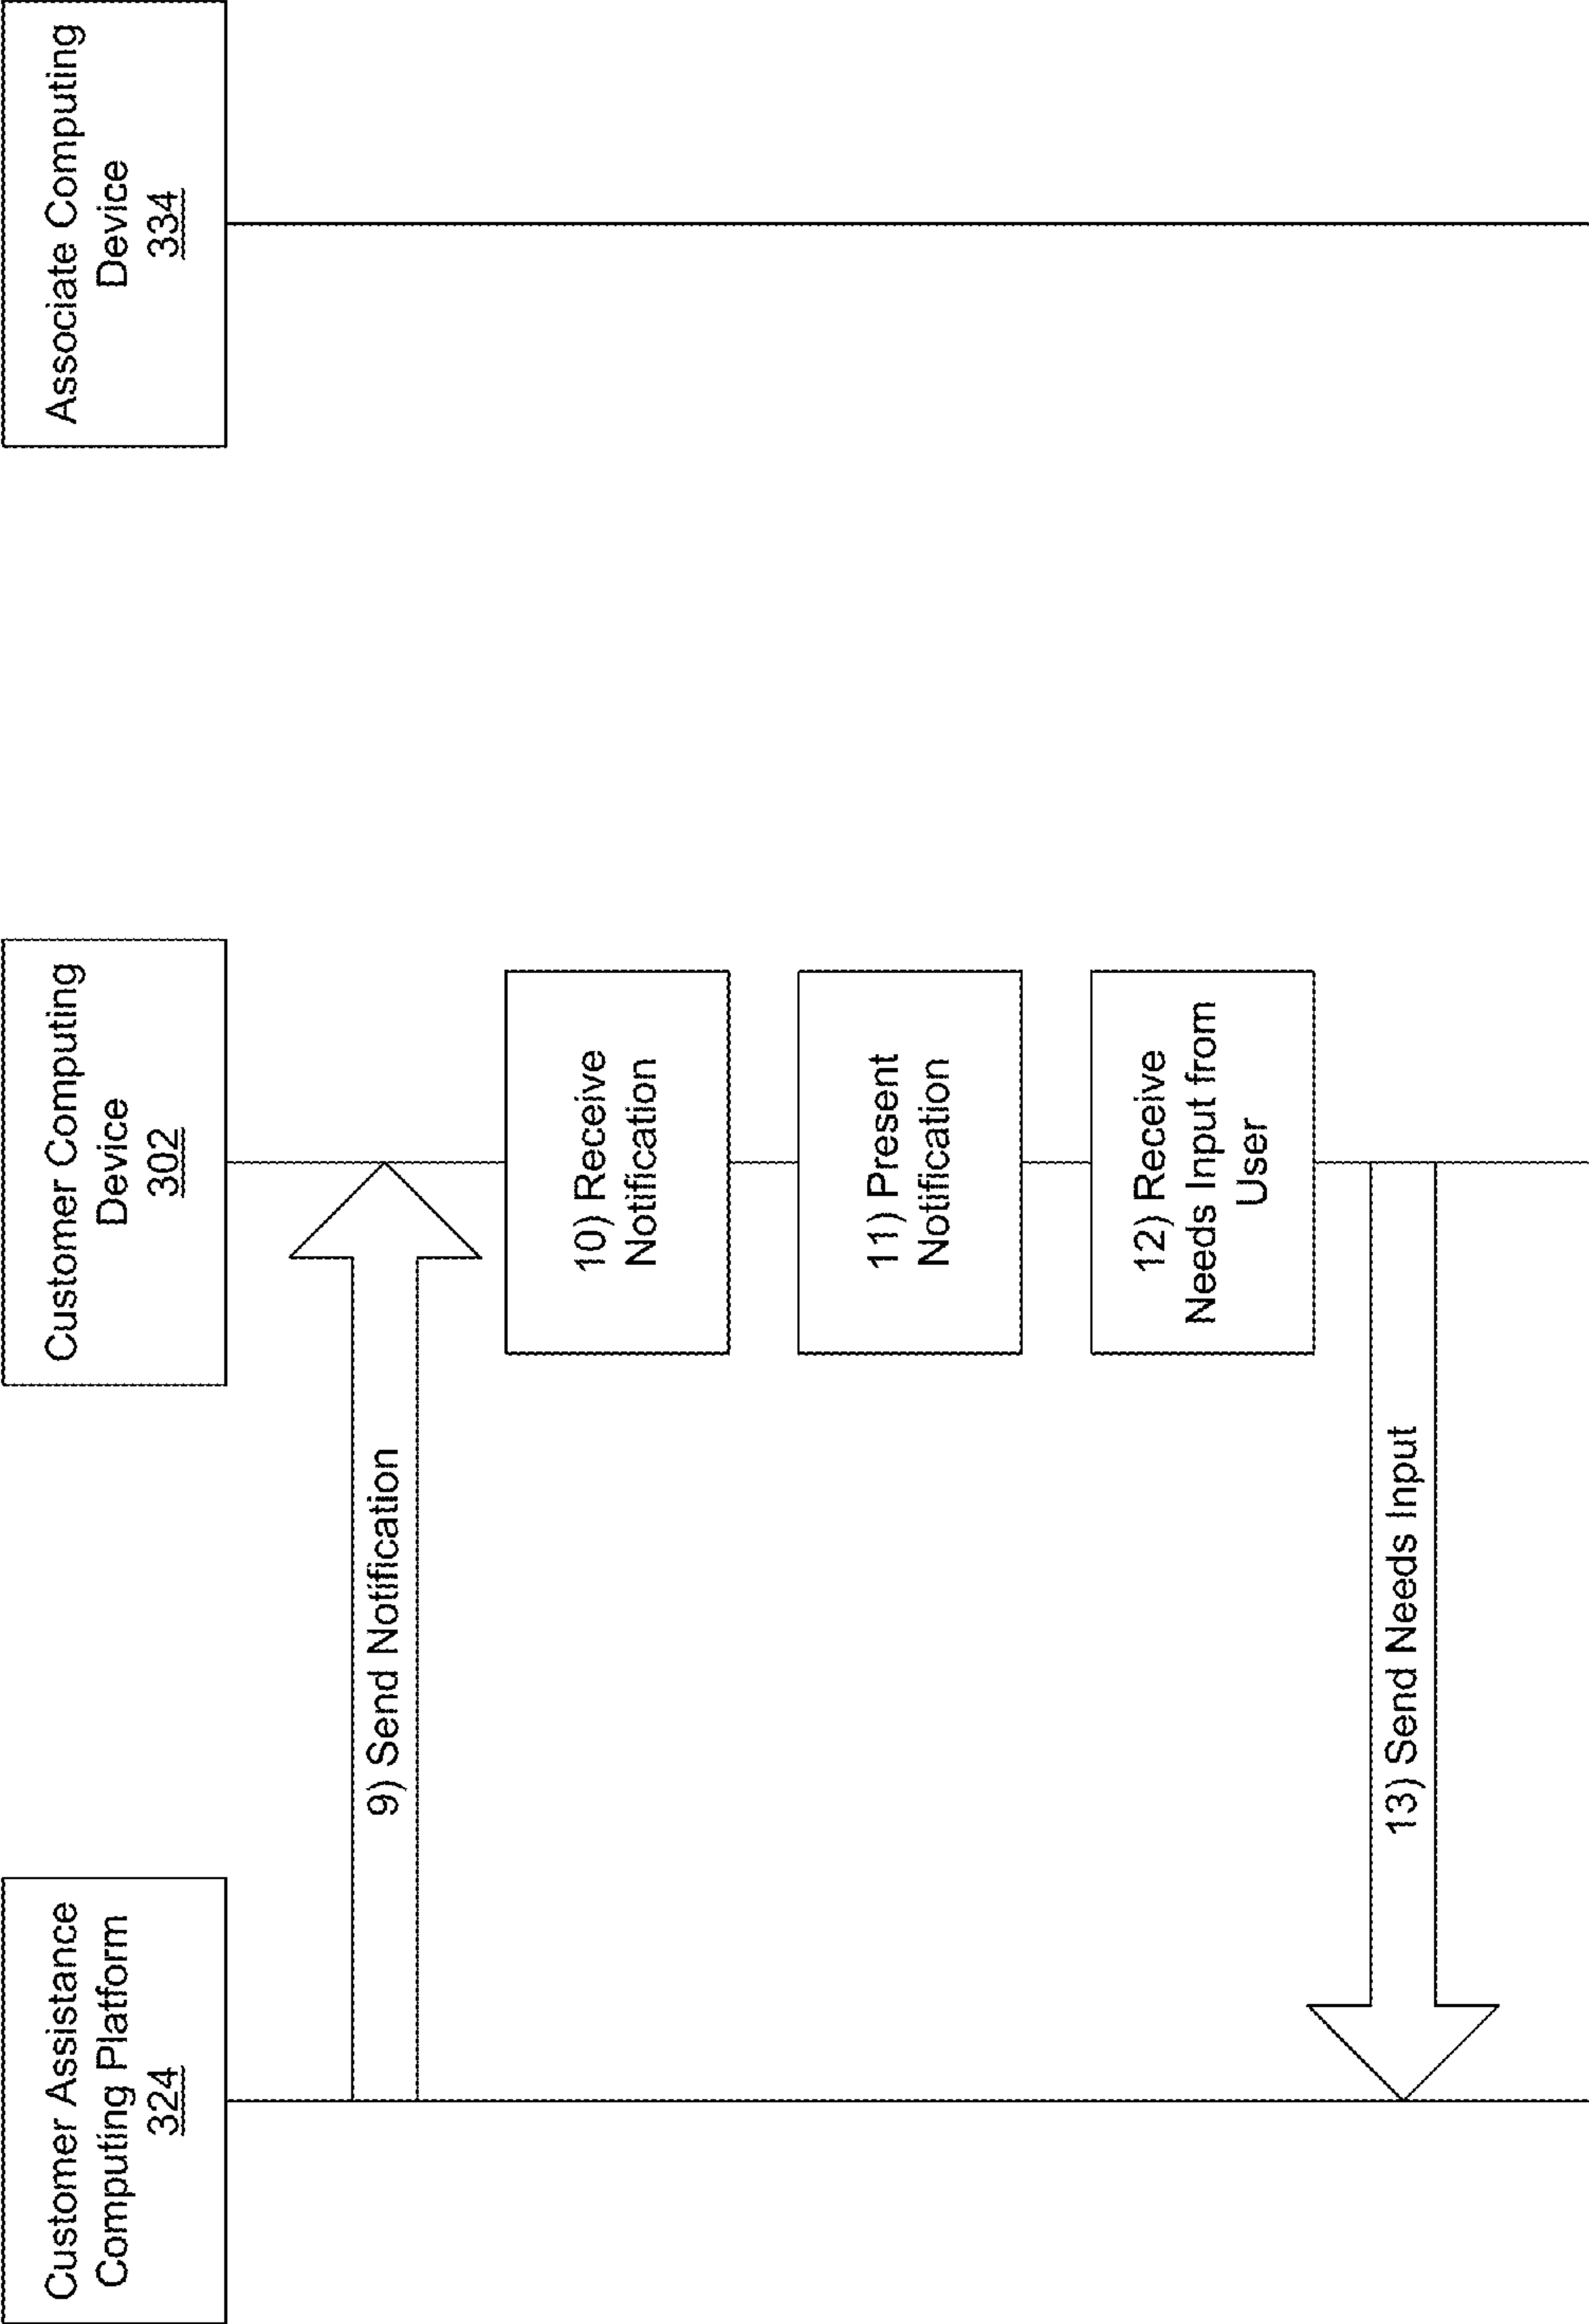 Customer Assistance
Computing Platform
324
Customer Computing
Device
302
Associate Computing
Device
334
9) Send Notification
10) Receive
Notification
11) Present
Notification
12) Receive
Needs Input from
User
13) Send Needs Input